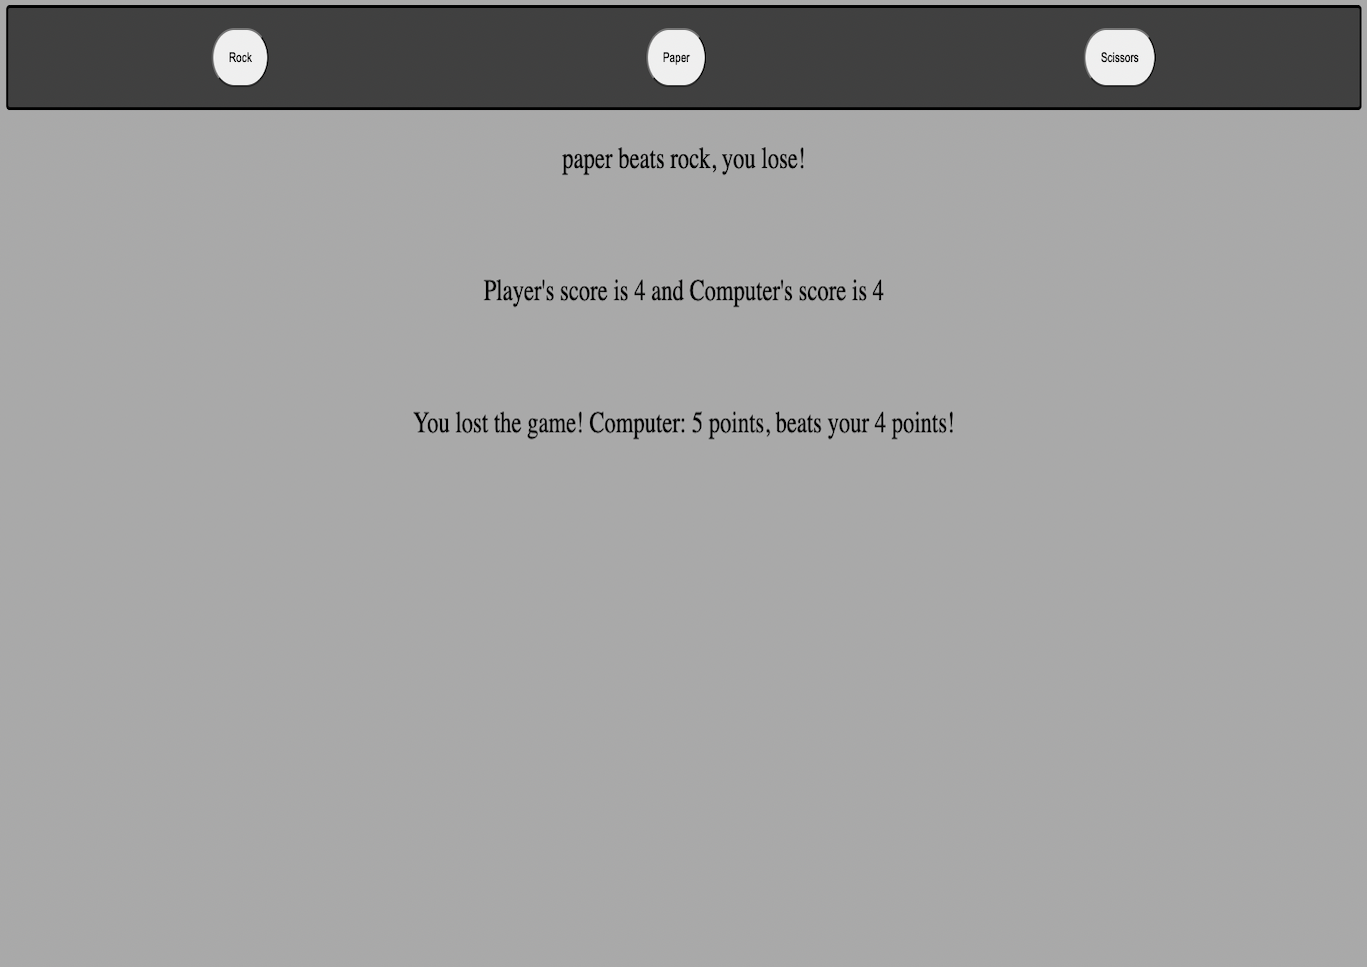 Rock Paper Scissors
paper beats rock, you lose!
Player's score is 4 and Computer's score is 4
You lost the game! Computer: 5 points, beats your 4 points!